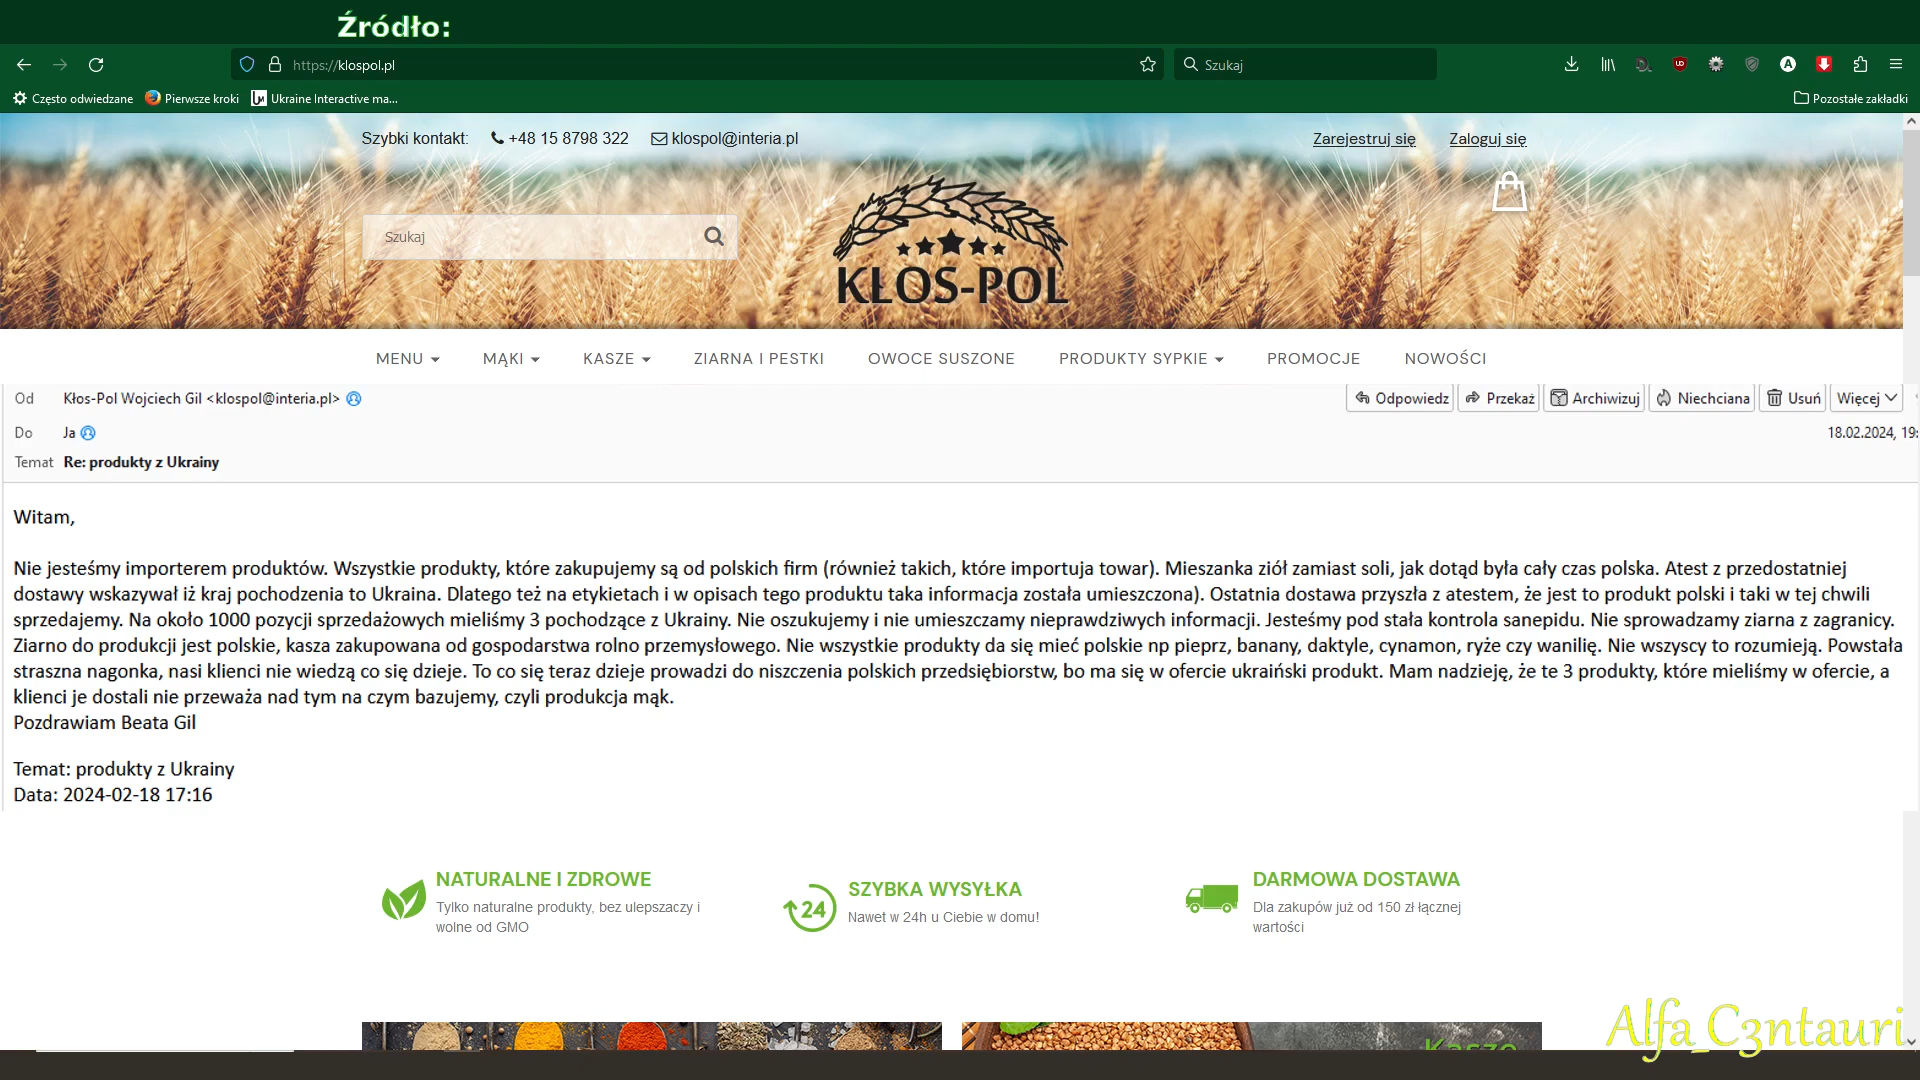 Źródło:
https://klospol.pl
Szukaj
Często odwiedzane
Pierwsze kroki
Ukraine Interactive ma...
Pozostałe zakładki
Szybki kontakt: +48 15 8798 322 klospol@interia.pl
Zarejestruj się Zaloguj się
Szukaj
KŁOS-POL
MENU MĄKI KASZE ZIARNA I PESTKI OWOCE SUSZONE PRODUKTY SYPKIE PROMOCJE NOWOŚCI
Od Kłos-Pol Wojciech Gil <klospol@interia.pl>
Odpowiedz Przekaż Archiwizuj Niechciana Usuń Więcej
Do Ja
18.02.2024, 19:
Temat Re: produkty z Ukrainy
Witam,
Nie jesteśmy importerem produktów. Wszystkie produkty, które zakupujemy są od polskich firm (również takich, które importuja towar). Mieszanka ziół zamiast soli, jak dotąd była cały czas polska. Atest z przedostatniej
dostawy wskazywał iż kraj pochodzenia to Ukraina. Dlatego też na etykietach i w opisach tego produktu taka informacja została umieszczona). Ostatnia dostawa przyszła z atestem, że jest to produkt polski i taki w tej chwili
sprzedajemy. Na około 1000 pozycji sprzedażowych mieliśmy 3 pochodzące z Ukrainy. Nie oszukujemy i nie umieszczamy nieprawdziwych informacji. Jesteśmy pod stała kontrola sanepidu. Nie sprowadzamy ziarna z zagranicy.
Ziarno do produkcji jest polskie, kasza zakupowana od gospodarstwa rolno przemysłowego. Nie wszystkie produkty da się mieć polskie np pieprz, banany, daktyle, cynamon, ryże czy wanilię. Nie wszyscy to rozumieją. Powstała
straszna nagonka, nasi klienci nie wiedzą co się dzieje. To co się teraz dzieje prowadzi do niszczenia polskich przedsiębiorstw, bo ma się w ofercie ukraiński produkt. Mam nadzieję, że te 3 produkty, które mieliśmy w ofercie, a
klienci je dostali nie przeważa nad tym na czym bazujemy, czyli produkcja mąk.
Pozdrawiam Beata Gil
Temat: produkty z Ukrainy
Data: 2024-02-18 17:16
NATURALNE I ZDROWE
Tylko naturalne produkty, bez ulepszaczy i
wolne od GMO
24
SZYBKA WYSYŁKA
Nawet w 24h u Ciebie w domu!
DARMOWA DOSTAWA
Dla zakupów już od 150 zł łącznej
wartości
Kasze
Alfa_C3ntauri